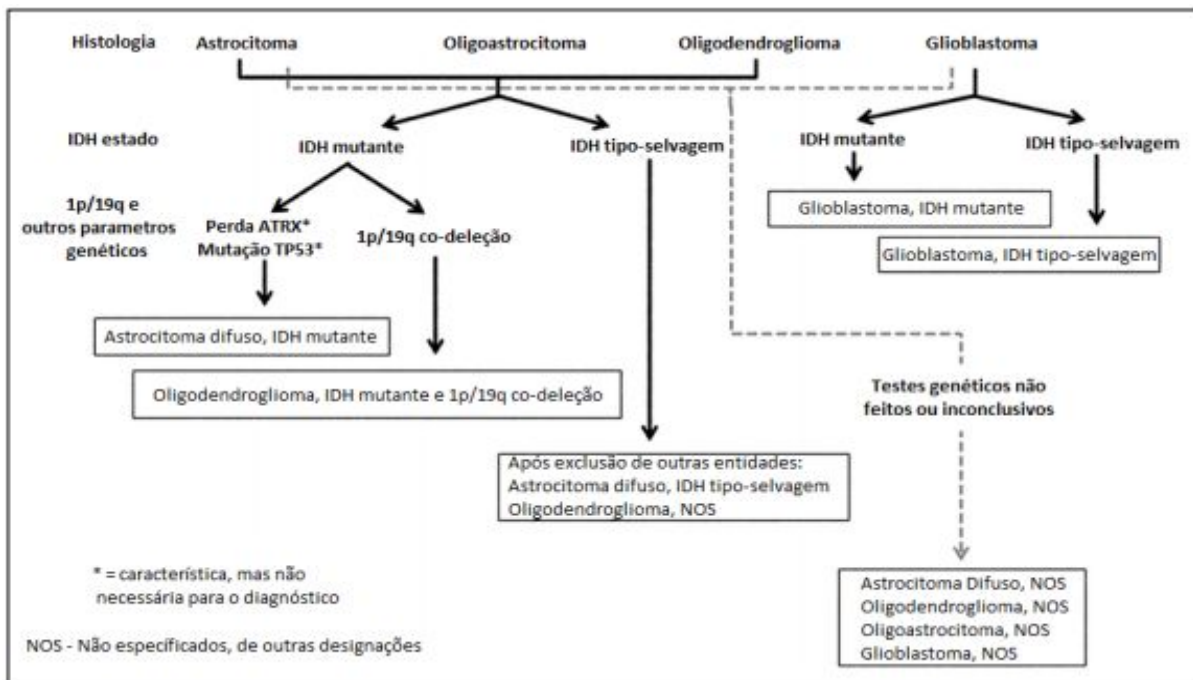 Histologia
Astrocitoma
Oligoastrocitoma
Oligodendroglioma
Glioblastoma
IDH estado
IDH mutante
IDH tipo-selvagem
IDH mutante
IDH tipo-selvagem
1p/19q e
outros parametros
genéticos
Perda ATRX*
Mutação TP53*
1p/19q co-deleção
Glioblastoma, IDH mutante
Glioblastoma, IDH tipo-selvagem
Astrocitoma difuso, IDH mutante
Oligodendroglioma, IDH mutante e 1p/19q co-deleção
Testes genéticos não
feitos ou inconclusivos
Após exclusão de outras entidades:
Astrocitoma difuso, IDH tipo-selvagem
Oligodendroglioma, NOS
* = característica, mas não
necessária para o diagnóstico
NOS - Não específicados, de outras designações
Astrocitoma Difuso, NOS
Oligodendroglioma, NOS
Oligoastrocitoma, NOS
Glioblastoma, NOS